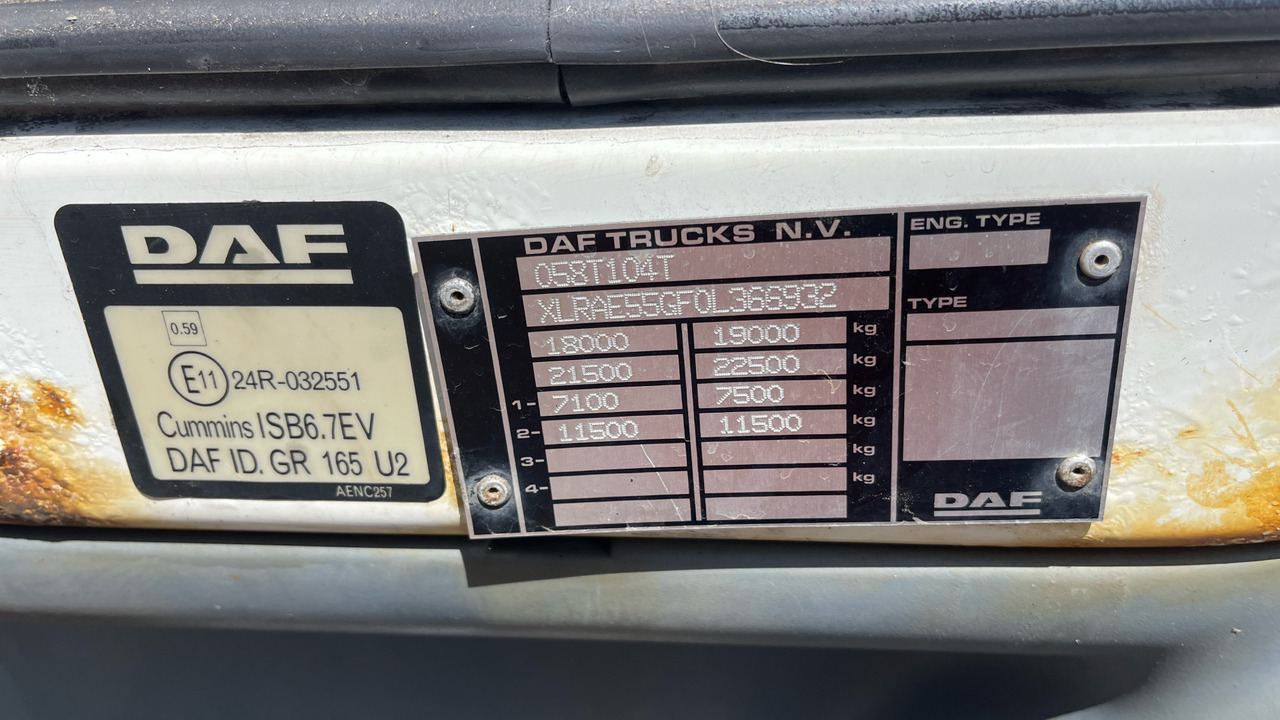 DAF
0.59
E11 24R-032551
Cummins ISB6.7EV
DAF ID. GR 165 U2
AENC257
DAF TRUCKS N.V.
058T104T
XLRAE55GF0L366932
18000 19000 kg
21500 22500 kg
1- 7100 7500 kg
2- 11500 11500 kg
3- kg
4- kg
ENG. TYPE
TYPE
DAF